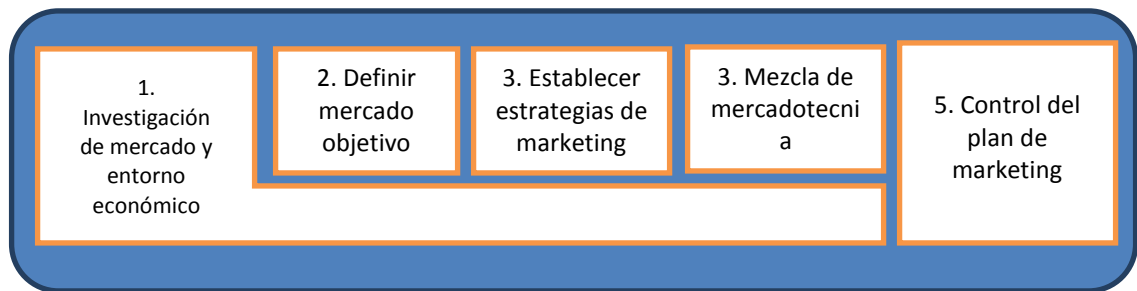 1.
Investigación
de mercado y
entorno
económico
2. Definir
mercado
objetivo
3. Establecer
estrategias de
marketing
3. Mezcla de
mercadotecni
a
5. Control del
plan de
marketing